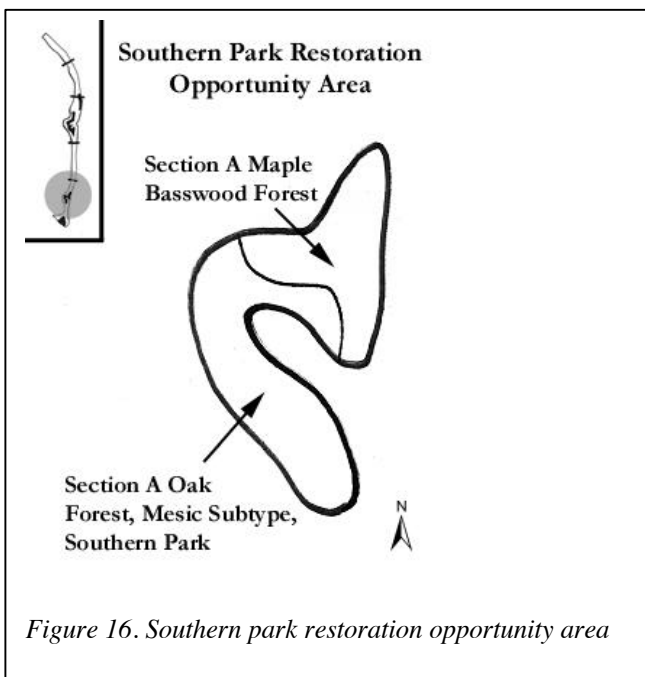 Southern Park Restoration
Opportunity Area
Section A Maple
Basswood Forest
Section A Oak
Forest, Mesic Subtype,
Southern Park
N
Figure 16. Southern park restoration opportunity area